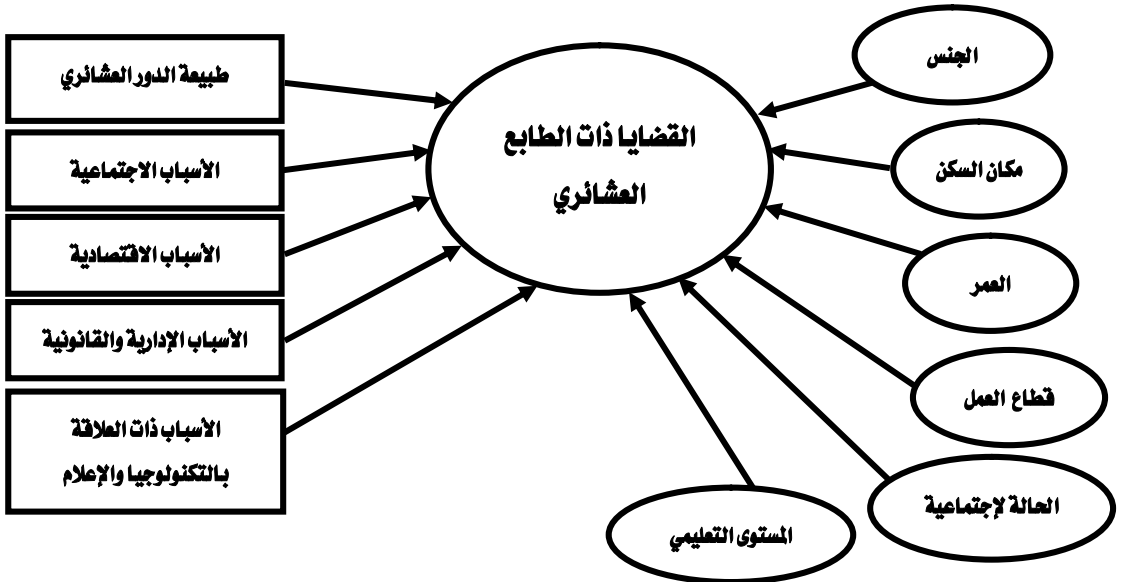 الجنس
طبيعة الدور العشائري
القضايا ذات الطابع
العشائري
مكان السكن
الأسباب الاجتماعية
الأسباب الاقتصادية
العمر
الأسباب الإدارية والقانونية
قطاع العمل
الأسباب ذات العلاقة
بالتكنولوجيا والإعلام
الحالة لإجتماعية
المستوى التعليمي